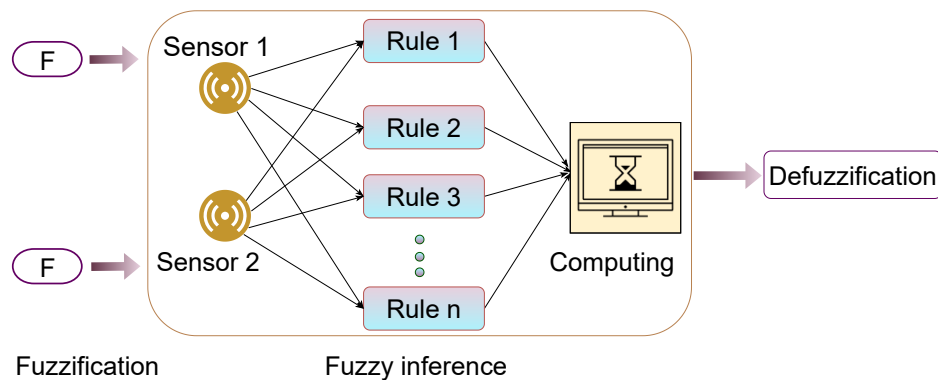 F
Sensor 1
Rule 1
Rule 2
Defuzzification
Rule 3
F
Sensor 2
Computing
Rule n
Fuzzification
Fuzzy inference